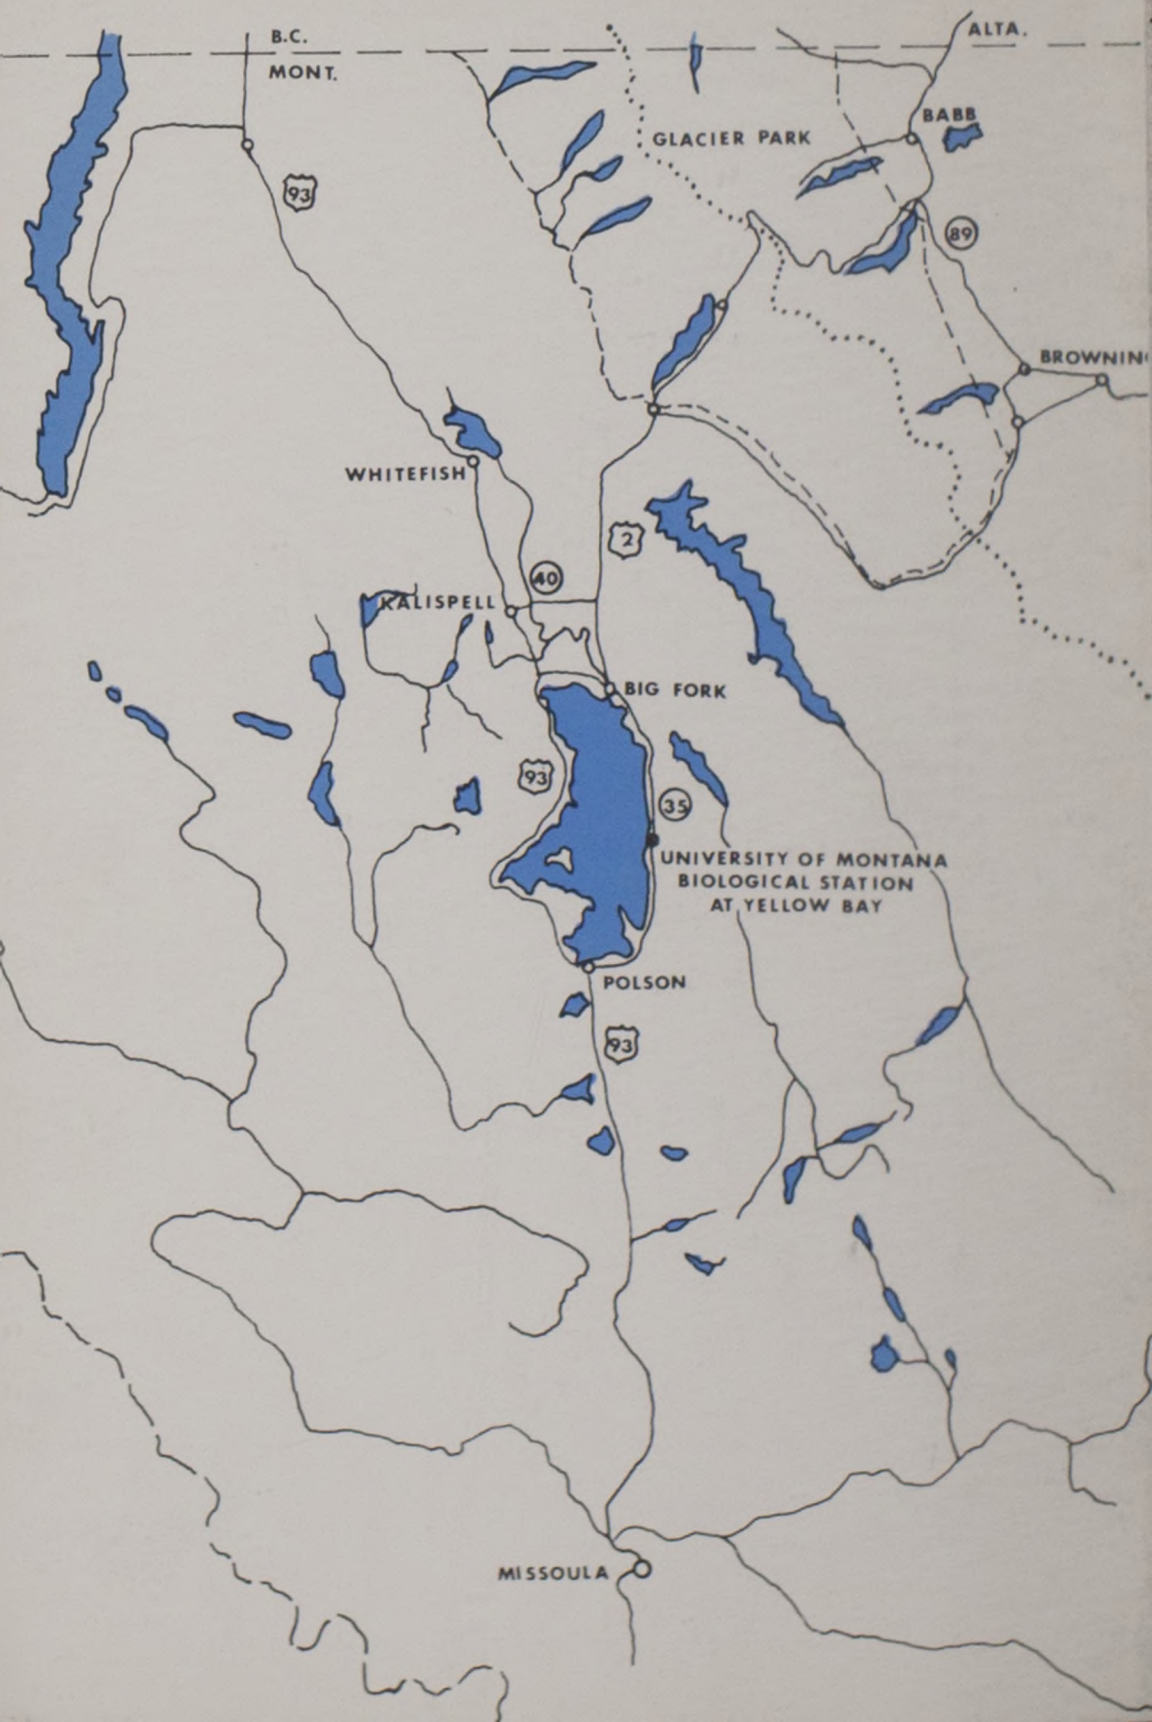 B.C.
ALTA.
MONT.
BABB
GLACIER PARK
93
89
BROWNIN
WHITEFISH
2
40
KALISPELL
BIG FORK
93
35
UNIVERSITY OF MONTANA
BIOLOGICAL STATION
AT YELLOW BAY
POLSON
93
MISSOULA